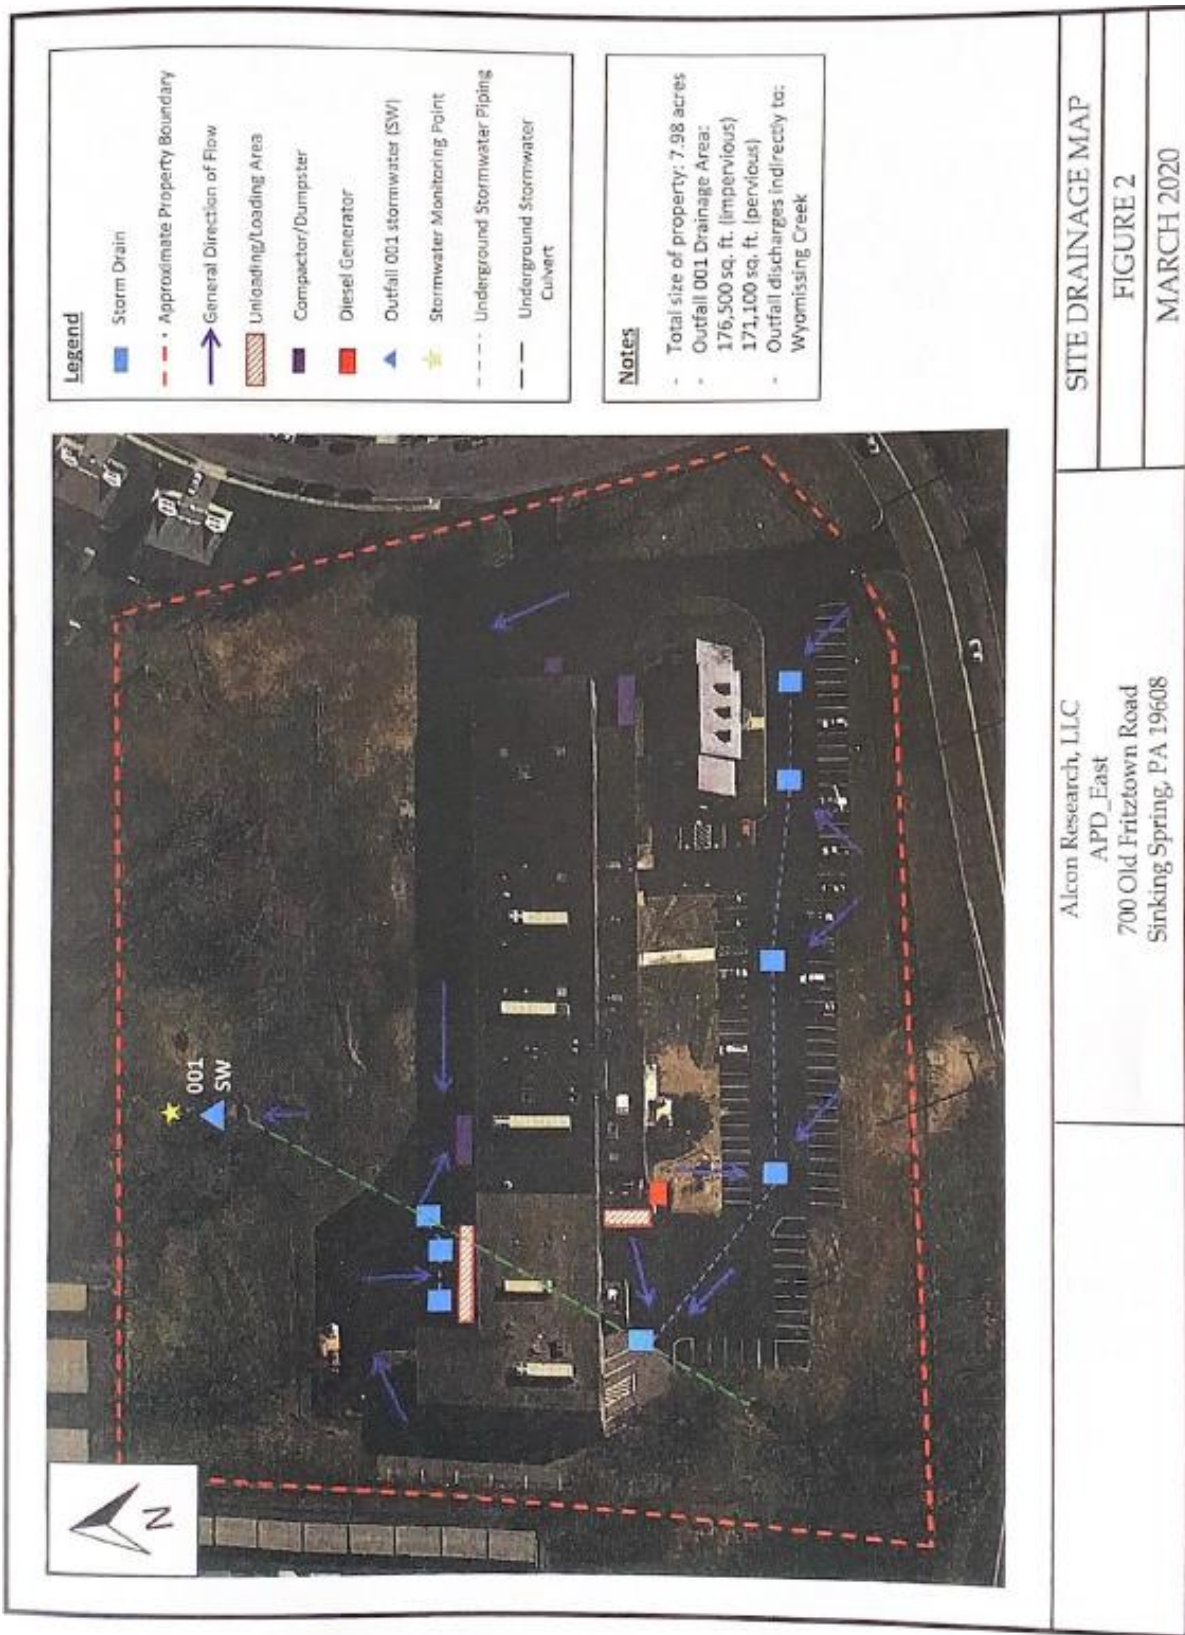 Legend
Storm Drain
Approximate Property Boundary
General Direction of Flow
Unloading/Loading Area
Compactor/Dumpster
Diesel Generator
Outfall 001 stormwater (SW)
Stormwater Monitoring Point
Underground Stormwater Piping
Underground Stormwater
Culvert
Notes
- Total size of property: 7.98 acres
- Outfall 001 Drainage Area:
176,500 sq. ft. (impervious)
171,100 sq. ft. (pervious)
- Outfall discharges indirectly to:
Wyomissing Creek
001
SW
N
Alcon Research, LLC
APD_East
700 Old Fritztown Road
Sinking Spring, PA 19608
SITE DRAINAGE MAP
FIGURE 2
MARCH 2020